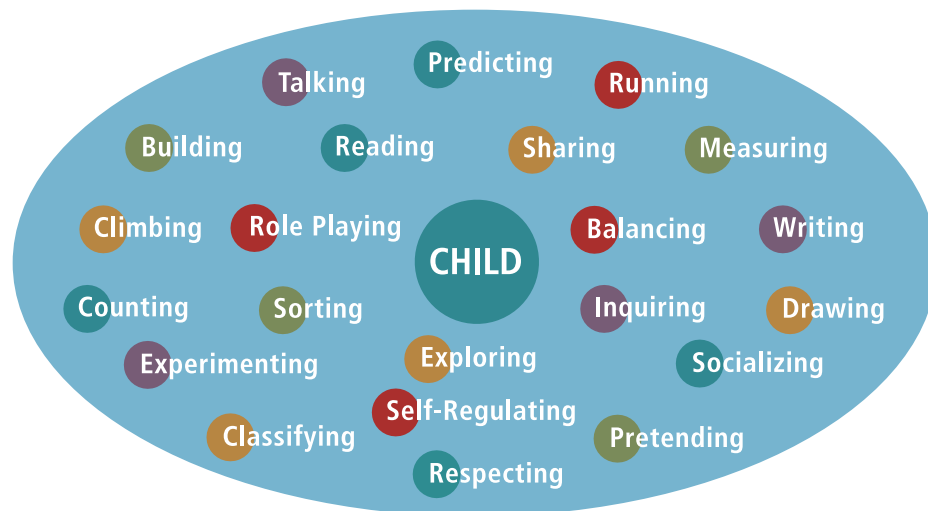 Predicting
Talking
Running
Building
Reading
Sharing
Measuring
Climbing
Role Playing
Balancing
Writing
CHILD
Counting
Sorting
Inquiring
Drawing
Experimenting
Exploring
Socializing
Self-Regulating
Classifying
Pretending
Respecting